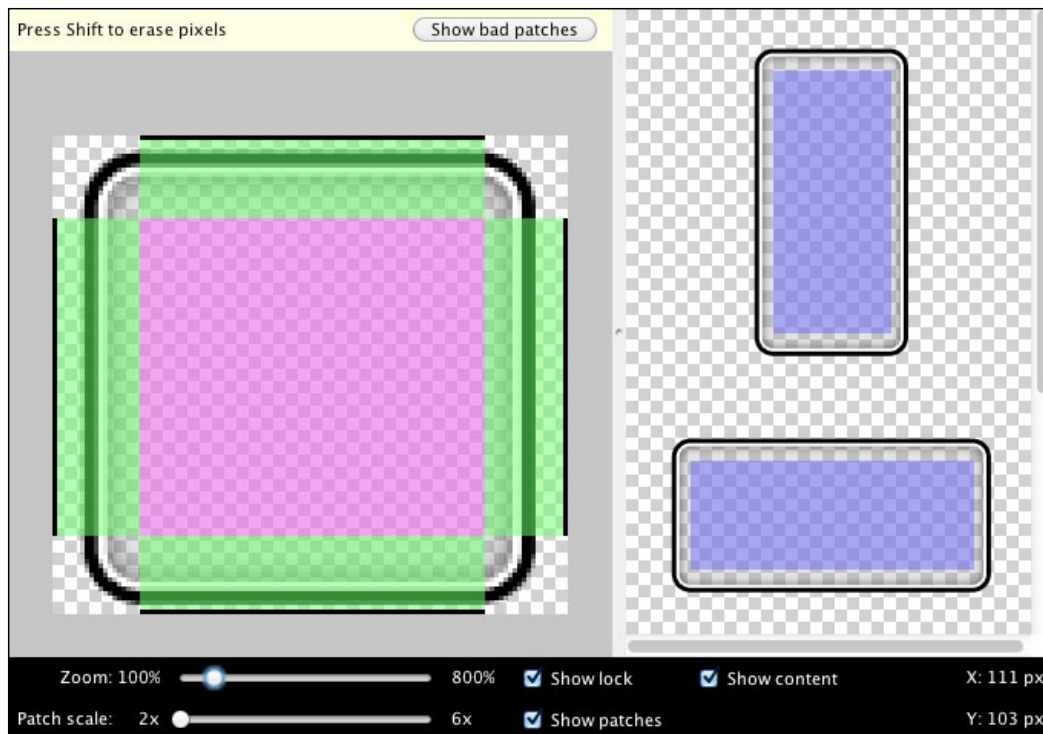 Press Shift to erase pixels Show bad patches
Zoom: 100% 800% Show lock Show content X: 111 px
Patch scale: 2x 6x Show patches Y: 103 px